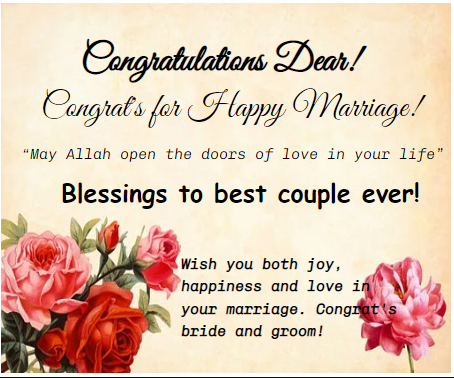 Congratulations Dear!
Congrat's for Happy Marriage!
“May Allah open the doors of love in your life”
Blessings to best couple ever!
Wish you both joy,
happiness and love in
your marriage. Congrat's
bride and groom!